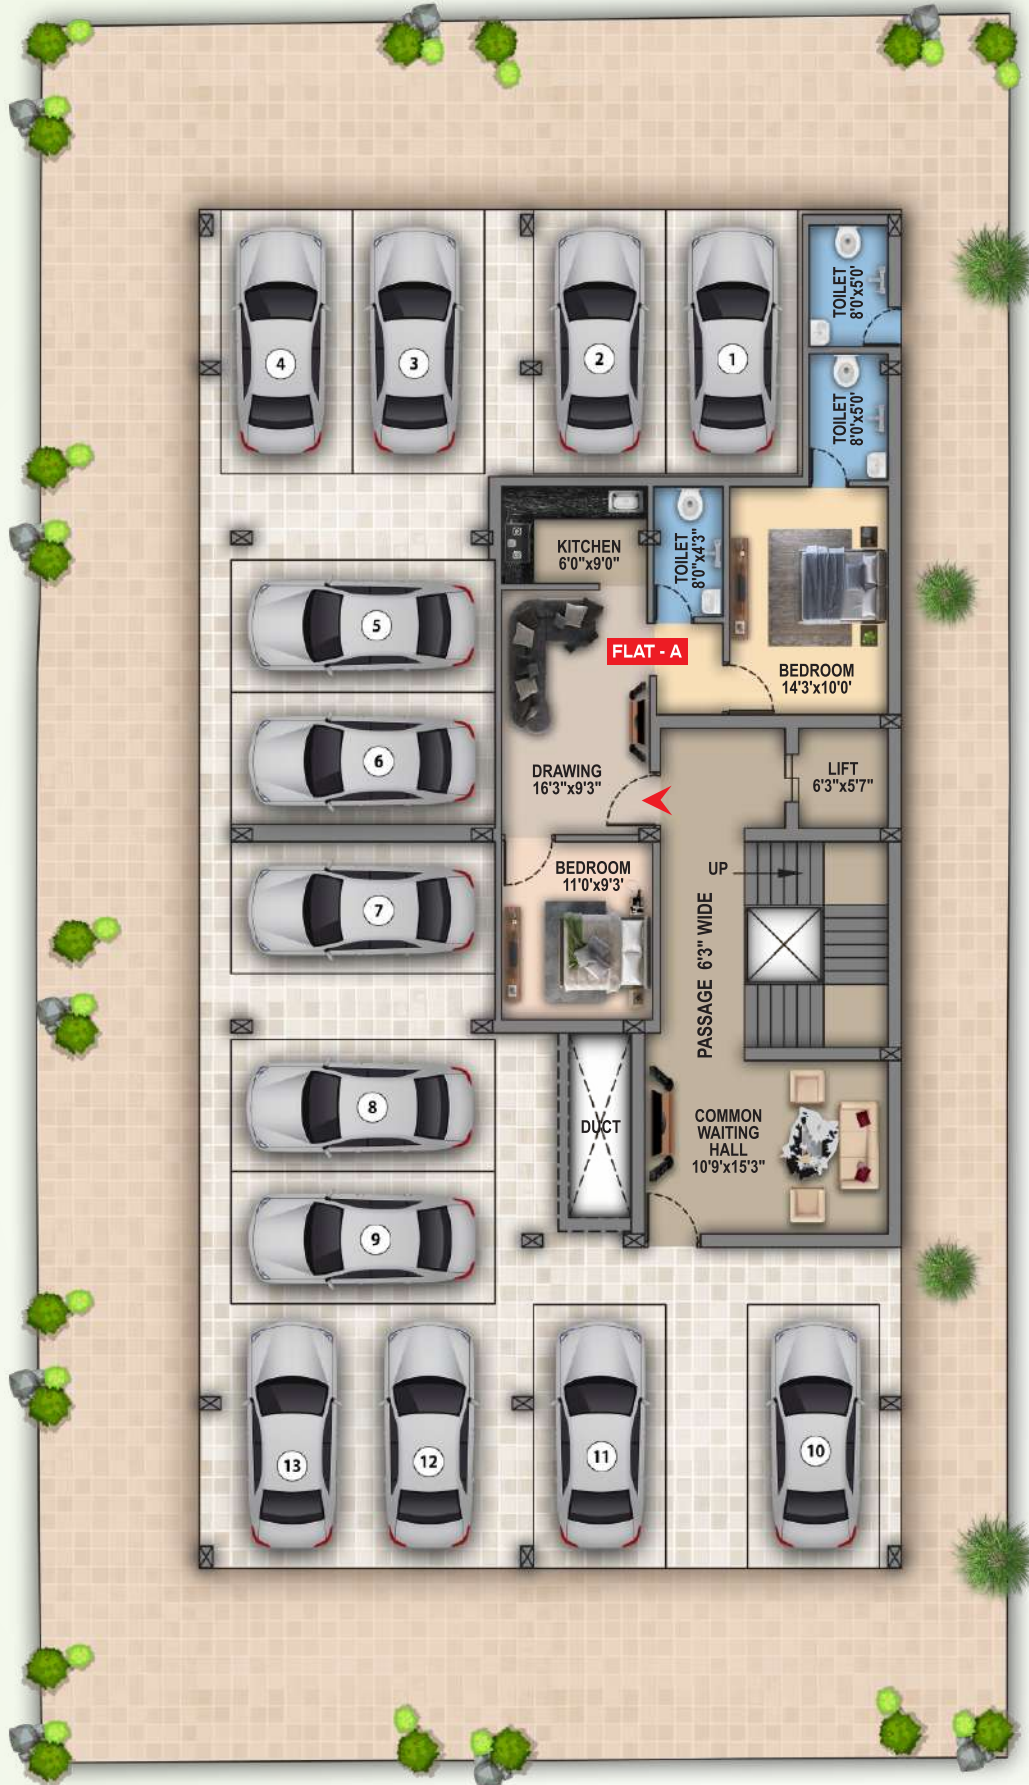 TOILET
8'0'x5'0'
4
3
2
1
TOILET
8'0'x5'0'
KITCHEN
6'0"x9'0"
TOILET
8'0"x4'3"
5
FLAT - A
BEDROOM
14'3'x10'0'
6
DRAWING
16'3"x9'3"
LIFT
6'3"x5'7"
BEDROOM
11'0'x9'3'
UP
7
PASSAGE 6'3" WIDE
8
DUCT
COMMON
WAITING
HALL
10'9'x15'3"
9
13
12
11
10